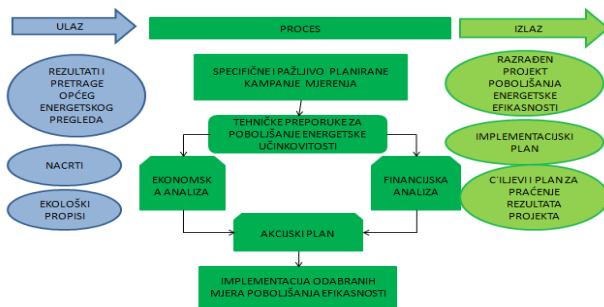 ULAZ
PROCES
IZLAZ
REZULTATI I
PRETRAGE
OPĆEG
ENERGETSKOG
PREGLEDA
NACRTI
EKOLOŠKI
PROPISI
SPECIFIČNE I PAŽLJIVO PLANIRANE
KAMPANJE MJERENJA
TEHNIČKE PREPORUKE ZA
POBOLJŠANJE ENERGETSKE
UČINKOVITOSTI
EKONOMSK
A ANALIZA
FINANCIJSKA
ANALIZA
AKCIJSKI PLAN
IMPLEMENTACIJA ODABRANIH
MJERA POBOLJŠANJA EFIKASNOSTI
RAZRAĐEN
PROJEKT
POBOLJŠANJA
ENERGETSKE
EFIKASNOSTI
IMPLEMENTACIJSKI
PLAN
C'ILJEVI I PLAN ZA
PRAĆENJE
REZULTATA
PROJEKTA